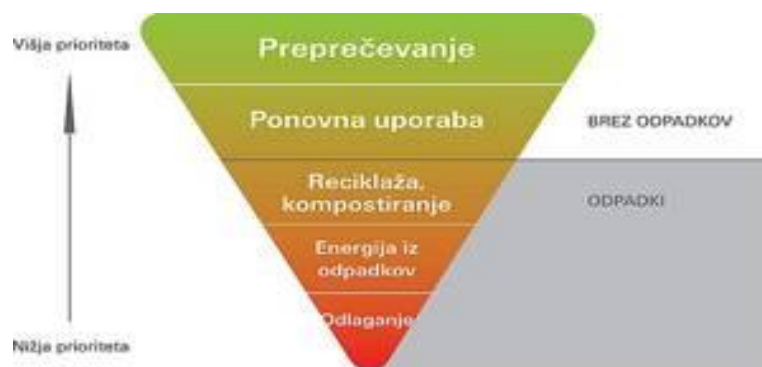 Višja prioriteta
Preprečevanje
Ponovna uporaba
BREZ ODPADKOV
Reciklaža,
kompostiranje
ODPADKI
Energija iz
odpadkov
Odlaganje
Nižja prioriteta